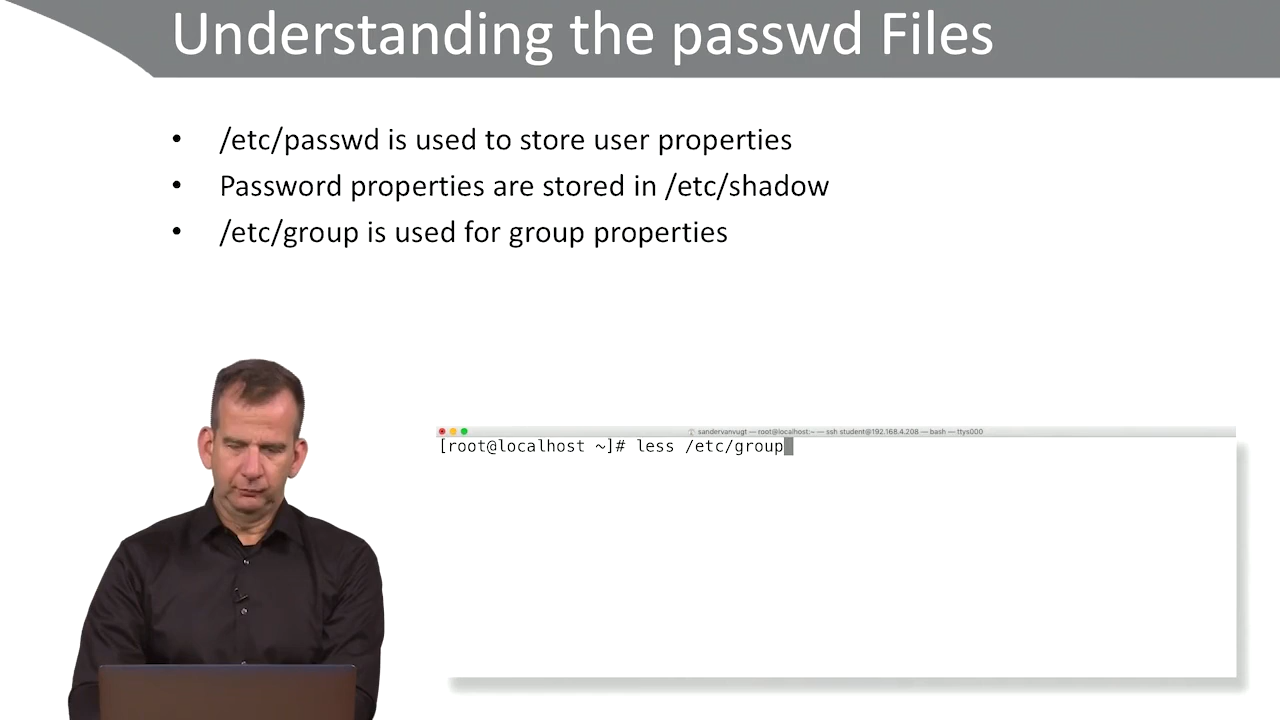 Understanding the passwd Files
• /etc/passwd is used to store user properties
• Password properties are stored in /etc/shadow
• /etc/group is used for group properties
sandervanvugt — root@localhost:~ — ssh student@192.168.4.208 — bash — ttys000
[root@localhost ~]# less /etc/group